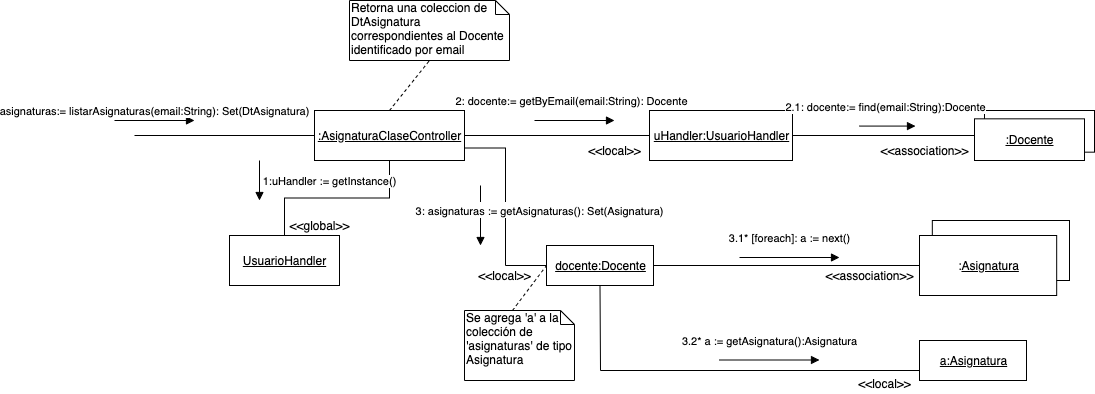 Retorna una coleccion de
DtAsignatura
correspondientes al Docente
identificado por email
asignaturas:= listarAsignaturas(email:String): Set(DtAsignatura)
:AsignaturaClaseController
2: docente:= getByEmail(email:String): Docente
<<local>>
uHandler:UsuarioHandler
2.1: docente:= find(email:String):Docente
<<association>>
:Docente
1:uHandler := getInstance()
<<global>>
UsuarioHandler
3: asignaturas := getAsignaturas(): Set(Asignatura)
<<local>>
docente:Docente
3.1* [foreach]: a := next()
<<association>>
:Asignatura
Se agrega 'a' a la
colección de
'asignaturas' de tipo
Asignatura
3.2* a := getAsignatura():Asignatura
<<local>>
a:Asignatura